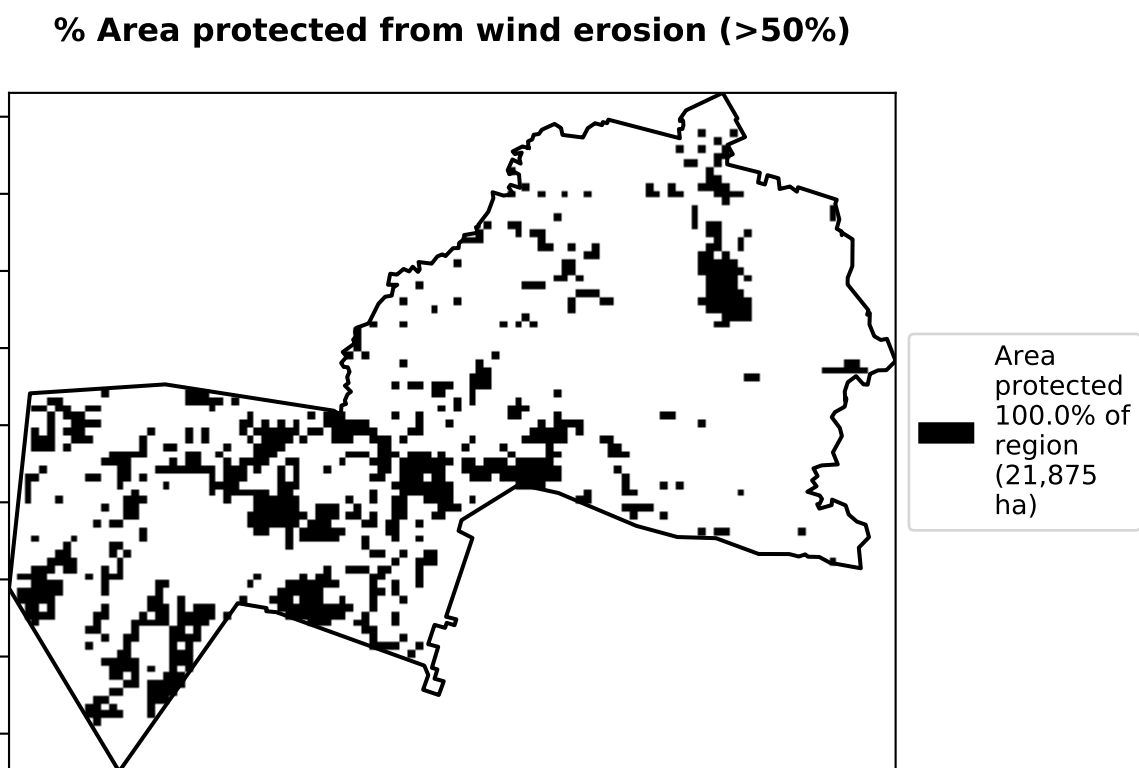 % Area protected from wind erosion (>50%)
Area
protected
100.0% of
region
(21,875
ha)